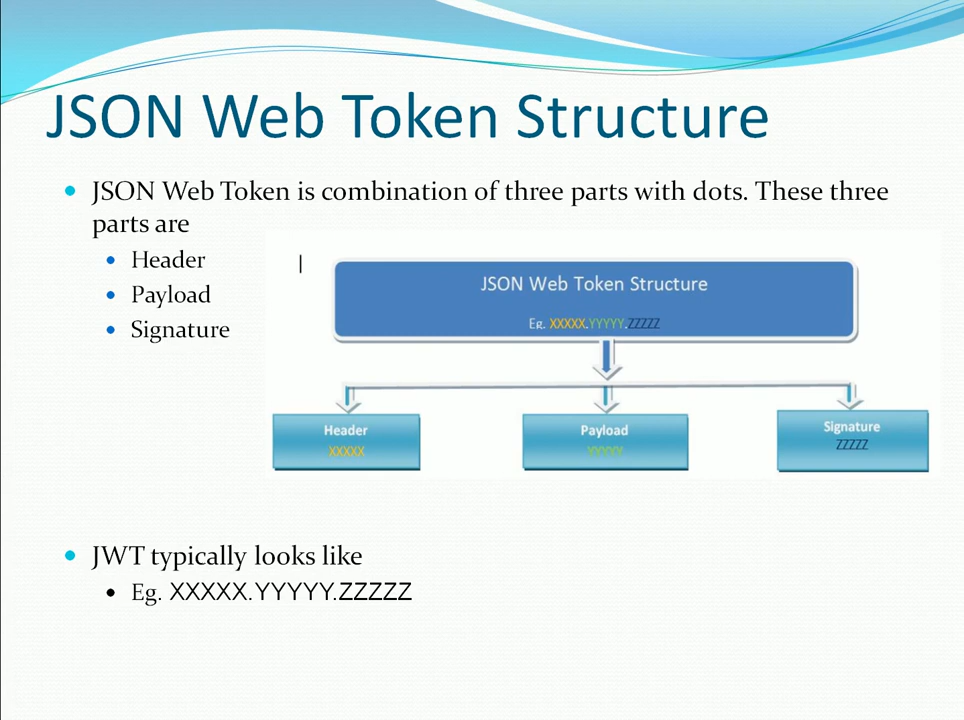 JSON Web Token Structure
JSON Web Token is combination of three parts with dots. These three
parts are
Header
Payload
Signature
JSON Web Token Structure
Eg. XXXXX.YYYYY.ZZZZZ
Header
XXXXX
Payload
YYYYY
Signature
ZZZZZ
JWT typically looks like
Eg. XXXXX.YYYYY.ZZZZZ